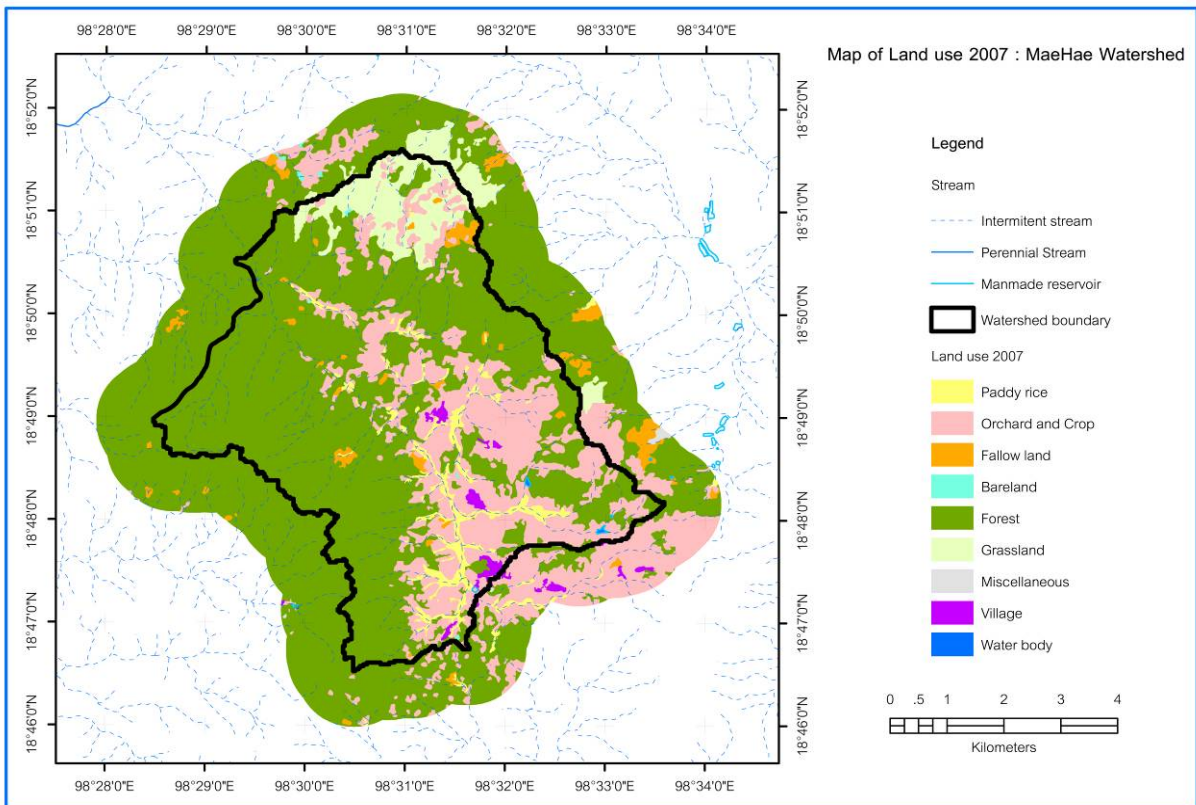 98°28'0"E 98°29'0"E 98°30'0"E 98°31'0"E 98°32'0"E 98°33'0"E 98°34'0"E
Map of Land use 2007 : MaeHae Watershed
18°52'0"N 18°52'0"N
18°51'0"N 18°51'0"N
18°50'0"N 18°50'0"N
18°49'0"N 18°49'0"N
18°48'0"N 18°48'0"N
18°47'0"N 18°47'0"N
18°46'0"N 18°46'0"N
98°28'0"E 98°29'0"E 98°30'0"E 98°31'0"E 98°32'0"E 98°33'0"E 98°34'0"E
Legend
Stream
Intermitent stream
Perennial Stream
Manmade reservoir
Watershed boundary
Land use 2007
Paddy rice
Orchard and Crop
Fallow land
Bareland
Forest
Grassland
Miscellaneous
Village
Water body
0 .5 1 2 3 4
Kilometers